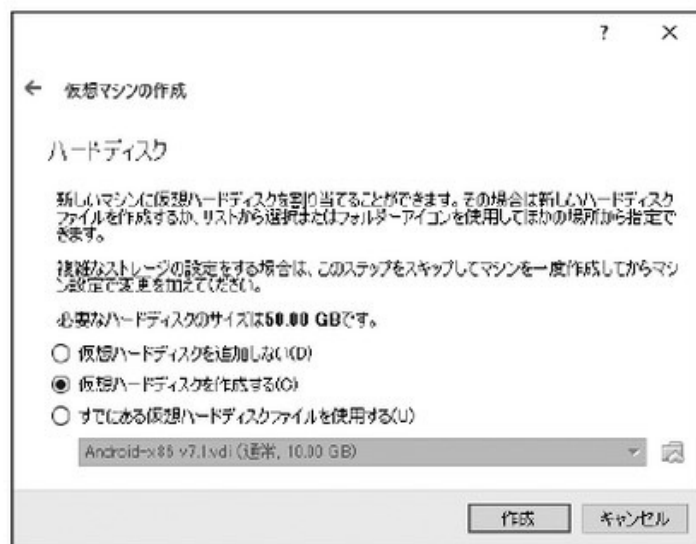 ? ×
← 仮想マシンの作成
ハードディスク
新しいマシンに仮想ハードディスクを割り当てることができます。その場合は新しいハードディスク
ファイルを作成するか、リストから選択またはフォルダーアイコンを使用してほかの場所から指定で
きます。
複雑なストレージの設定をする場合は、このステップをスキップしてマシンを一度作成してからマシ
ン設定で変更を加えてください。
必要なハードディスクのサイズは50.00 GBです。
仮想ハードディスクを追加しない(D)
仮想ハードディスクを作成する(C)
すでにある仮想ハードディスクファイルを使用する(U)
Android-x86 v7.1.vdi (通常, 10.00 GB)
作成 キャンセル